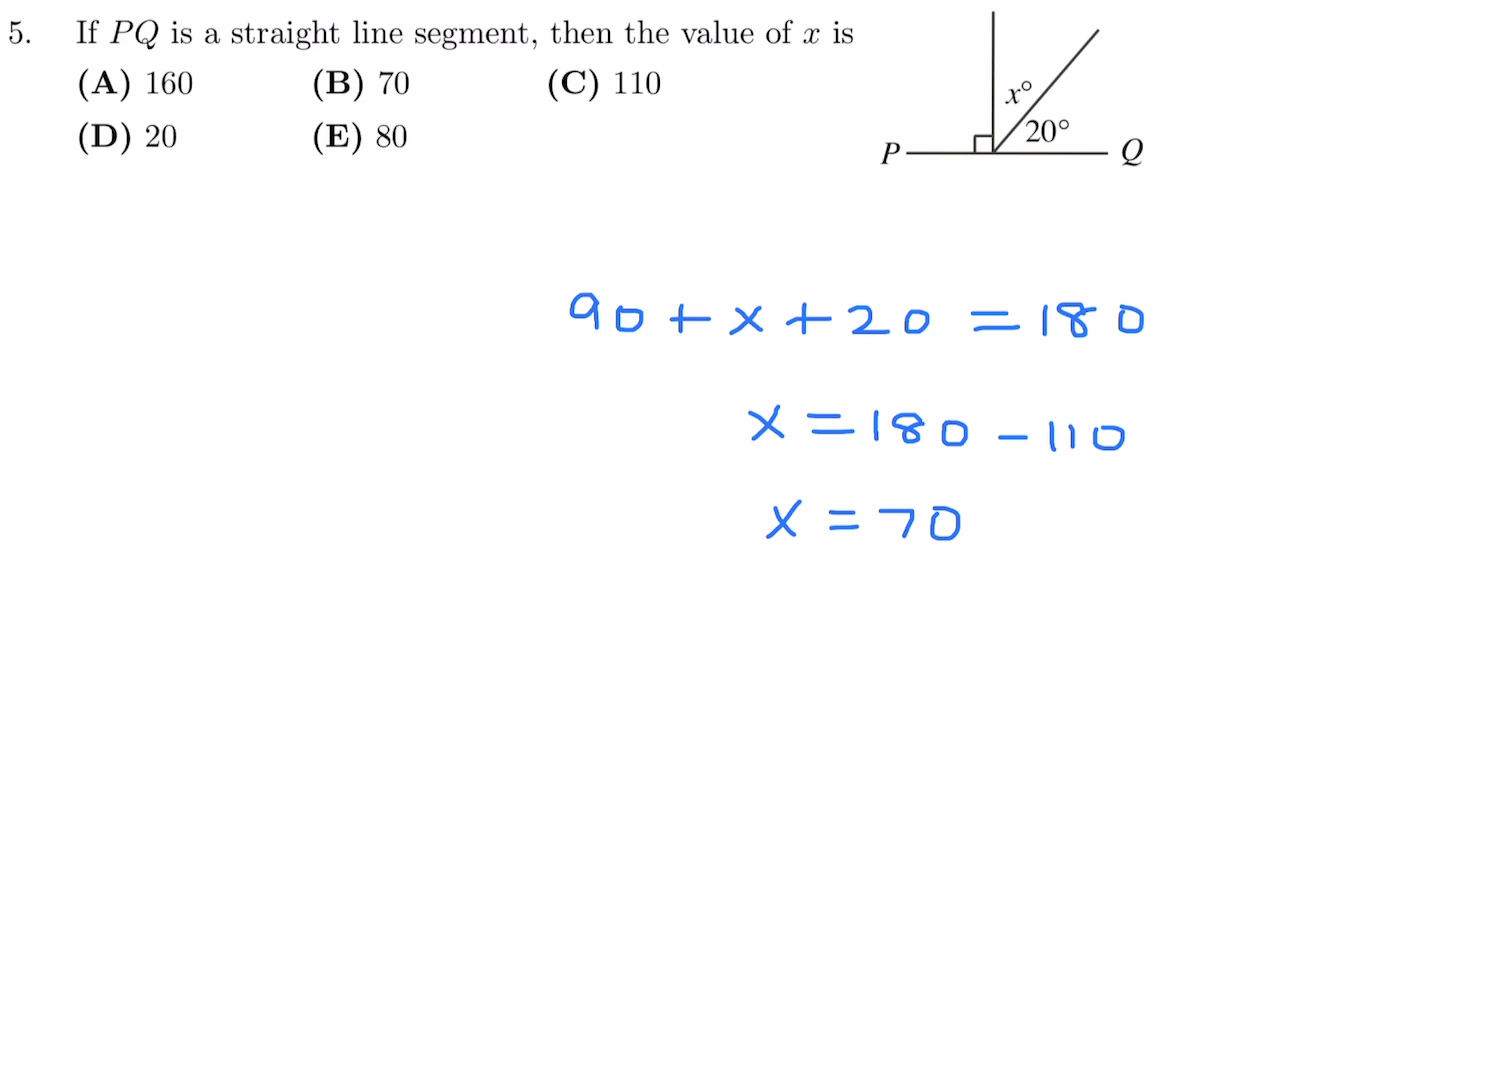 5. If PQ is a straight line segment, then the value of x is
(A) 160 (B) 70 (C) 110
(D) 20 (E) 80
x°
20°
P Q
90 + x + 20 = 180
x = 180 - 110
x = 70